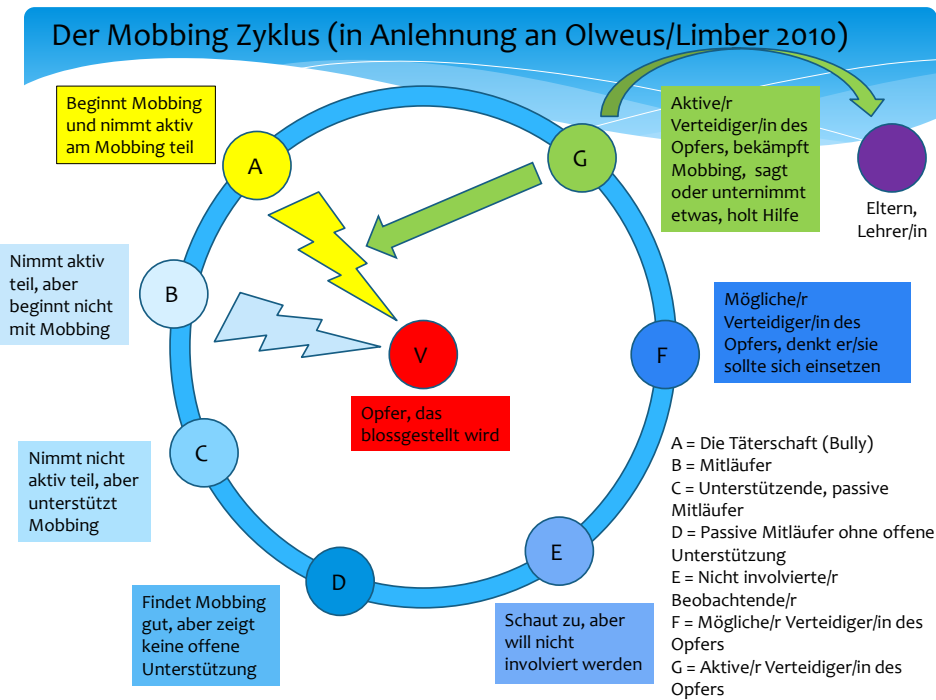 Der Mobbing Zyklus (in Anlehnung an Olweus/Limber 2010)
Beginnt Mobbing
und nimmt aktiv
am Mobbing teil
A
G
Aktive/r
Verteidiger/in des
Opfers, bekämpft
Mobbing, sagt
oder unternimmt
etwas, holt Hilfe
Eltern,
Lehrer/in
Nimmt aktiv
teil, aber
beginnt nicht
mit Mobbing
B
V
Opfer, das
blossgestellt wird
F
Mögliche/r
Verteidiger/in des
Opfers, denkt er/sie
sollte sich einsetzen
Nimmt nicht
aktiv teil, aber
unterstützt
Mobbing
C
D
Findet Mobbing
gut, aber zeigt
keine offene
Unterstützung
E
Schaut zu, aber
will nicht
involviert werden
A = Die Täterschaft (Bully)
B = Mitläufer
C = Unterstützende, passive
Mitläufer
D = Passive Mitläufer ohne offene
Unterstützung
E = Nicht involvierte/r
Beobachtende/r
F = Mögliche/r Verteidiger/in des
Opfers
G = Aktive/r Verteidiger/in des
Opfers